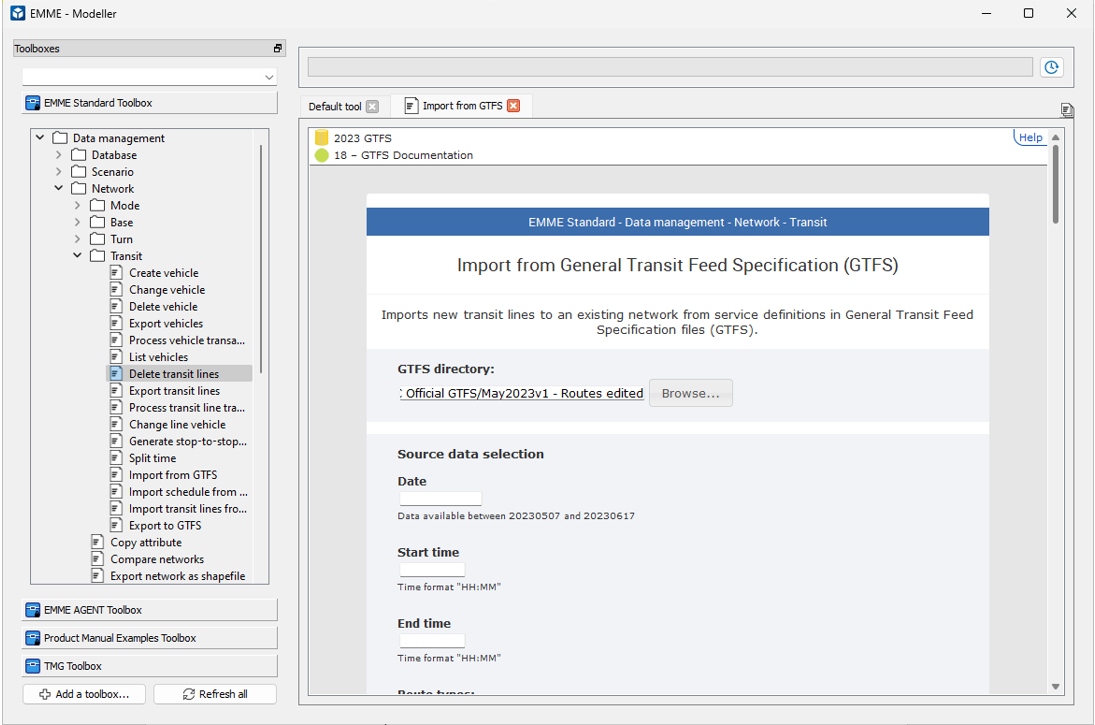 EMME - Modeller
Toolboxes
EMME Standard Toolbox
Data management
Database
Scenario
Network
Mode
Base
Turn
Transit
Create vehicle
Change vehicle
Delete vehicle
Export vehicles
Process vehicle transa...
List vehicles
Delete transit lines
Export transit lines
Process transit line tra...
Change line vehicle
Generate stop-to-stop...
Split time
Import from GTFS
Import schedule from ...
Import transit lines fro...
Export to GTFS
Copy attribute
Compare networks
Export network as shapefile
EMME AGENT Toolbox
Product Manual Examples Toolbox
TMG Toolbox
Add a toolbox...
Refresh all
Default tool
Import from GTFS
2023 GTFS
18 – GTFS Documentation
Help
EMME Standard - Data management - Network - Transit
Import from General Transit Feed Specification (GTFS)
Imports new transit lines to an existing network from service definitions in General Transit Feed
Specification files (GTFS).
GTFS directory:
Official GTFS/May2023v1 - Routes edited
Browse...
Source data selection
Date
Data available between 20230507 and 20230617
Start time
Time format "HH:MM"
End time
Time format "HH:MM"
Route types: